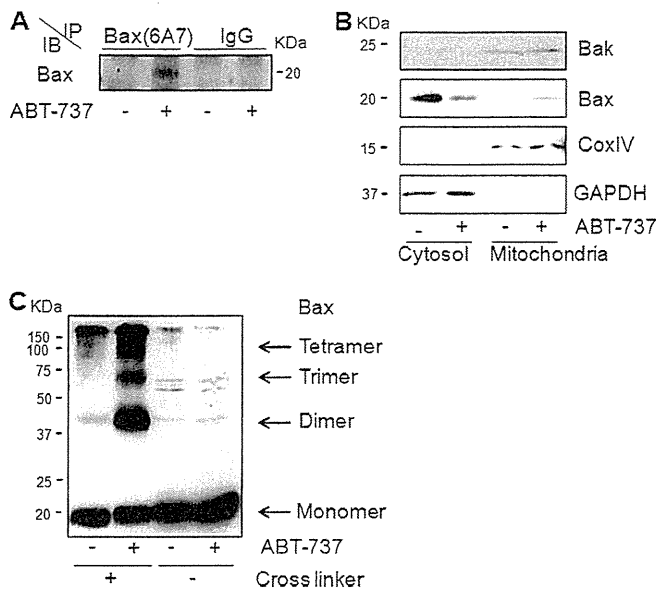 A
IB IP Bax(6A7) IgG KDa
Bax -20
ABT-737 - + - +
B
KDa
25 - Bak
20 - Bax
15 - CoxIV
37 - GAPDH
- + - + ABT-737
Cytosol Mitochondria
C
KDa Bax
150 -
100 - ← Tetramer
75 - ← Trimer
50 -
37 - ← Dimer
25 -
20 - ← Monomer
- + - + ABT-737
+ - Cross linker